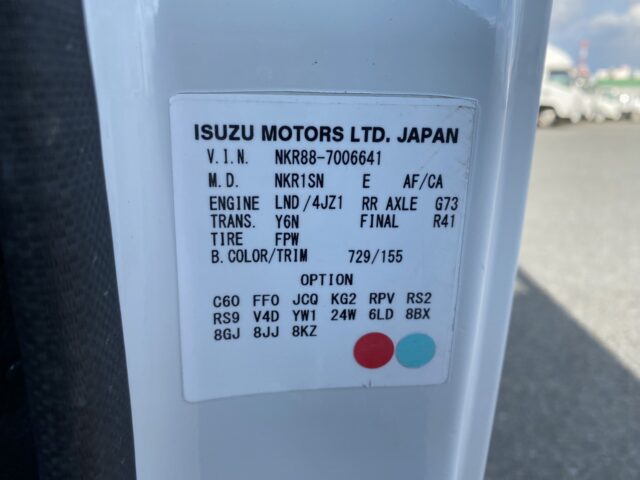 ISUZU MOTORS LTD. JAPAN
V.I.N. NKR88-7006641
M.D. NKR1SN E AF/CA
ENGINE LND/4JZ1 RR AXLE G73
TRANS. Y6N FINAL R41
TIRE FPW
B.COLOR/TRIM 729/155
OPTION
C60 FF0 JCQ KG2 RPV RS2
RS9 V4D YW1 24W 6LD 8BX
8GJ 8JJ 8KZ